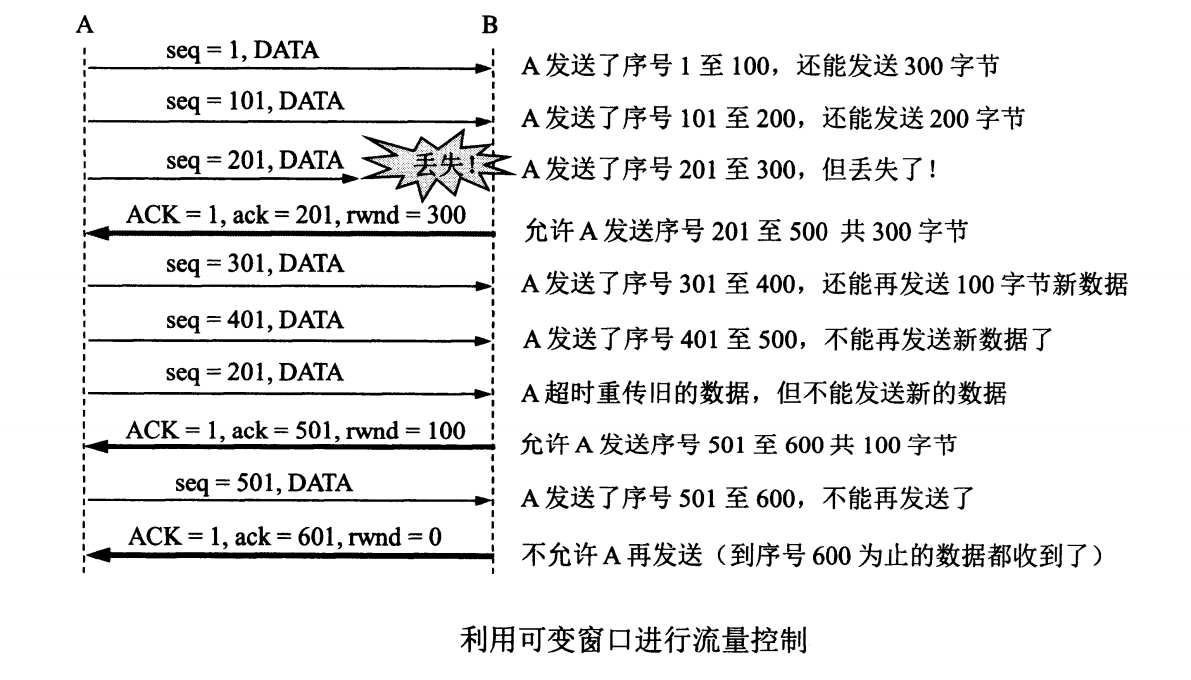 A B
seq = 1, DATA
A 发送了序号 1 至 100，还能发送 300 字节
seq = 101, DATA
A 发送了序号 101 至 200，还能发送 200 字节
seq = 201, DATA 丢失！
A 发送了序号 201 至 300，但丢失了！
ACK = 1, ack = 201, rwnd = 300
允许 A 发送序号 201 至 500 共 300 字节
seq = 301, DATA
A 发送了序号 301 至 400，还能再发送 100 字节新数据
seq = 401, DATA
A 发送了序号 401 至 500，不能再发送新数据了
seq = 201, DATA
A 超时重传旧的数据，但不能发送新的数据
ACK = 1, ack = 501, rwnd = 100
允许 A 发送序号 501 至 600 共 100 字节
seq = 501, DATA
A 发送了序号 501 至 600，不能再发送了
ACK = 1, ack = 601, rwnd = 0
不允许 A 再发送（到序号 600 为止的数据都收到了）
利用可变窗口进行流量控制